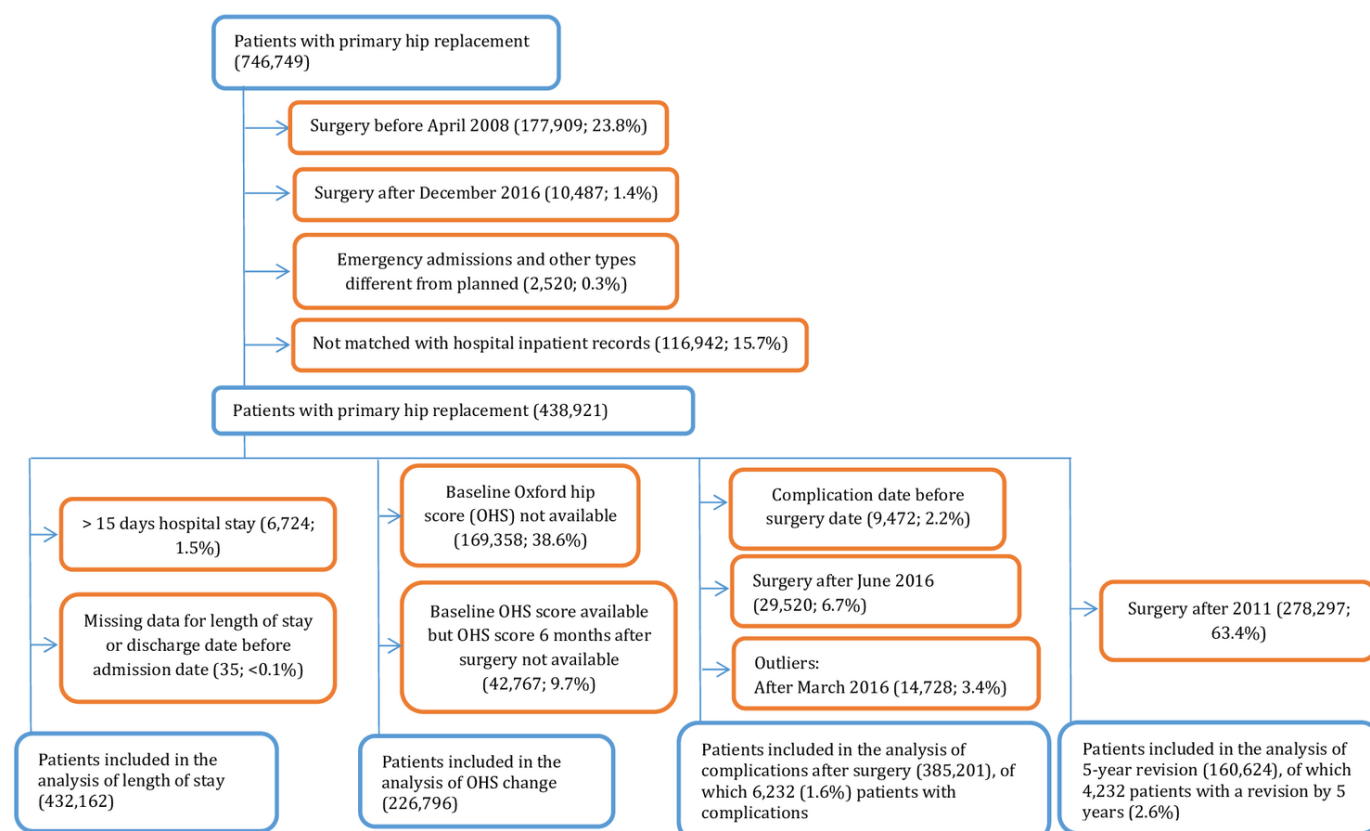 Patients with primary hip replacement
(746,749)
Surgery before April 2008 (177,909; 23.8%)
Surgery after December 2016 (10,487; 1.4%)
Emergency admissions and other types
different from planned (2,520; 0.3%)
Not matched with hospital inpatient records (116,942; 15.7%)
Patients with primary hip replacement (438,921)
> 15 days hospital stay (6,724;
1.5%)
Missing data for length of stay
or discharge date before
admission date (35; <0.1%)
Patients included in the
analysis of length of stay
(432,162)
Baseline Oxford hip
score (OHS) not available
(169,358; 38.6%)
Baseline OHS score available
but OHS score 6 months after
surgery not available
(42,767; 9.7%)
Patients included in the
analysis of OHS change
(226,796)
Complication date before
surgery date (9,472; 2.2%)
Surgery after June 2016
(29,520; 6.7%)
Outliers:
After March 2016 (14,728; 3.4%)
Patients included in the analysis of
complications after surgery (385,201), of
which 6,232 (1.6%) patients with
complications
Surgery after 2011 (278,297;
63.4%)
Patients included in the analysis of
5-year revision (160,624), of which
4,232 patients with a revision by 5
years (2.6%)